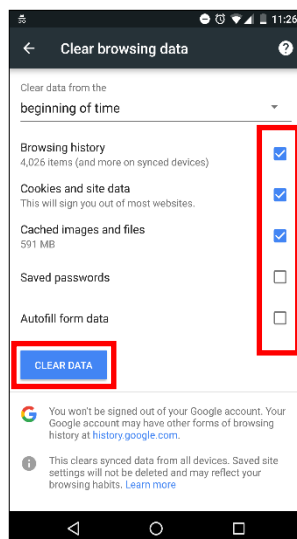 11:26
Clear browsing data
Clear data from the
beginning of time
Browsing history
4,026 items (and more on synced devices)
Cookies and site data
This will sign you out of most websites.
Cached images and files
591 MB
Saved passwords
Autofill form data
CLEAR DATA
You won't be signed out of your Google account. Your
Google account may have other forms of browsing
history at history.google.com.
This clears synced data from all devices. Saved site
settings will not be deleted and may reflect your
browsing habits. Learn more